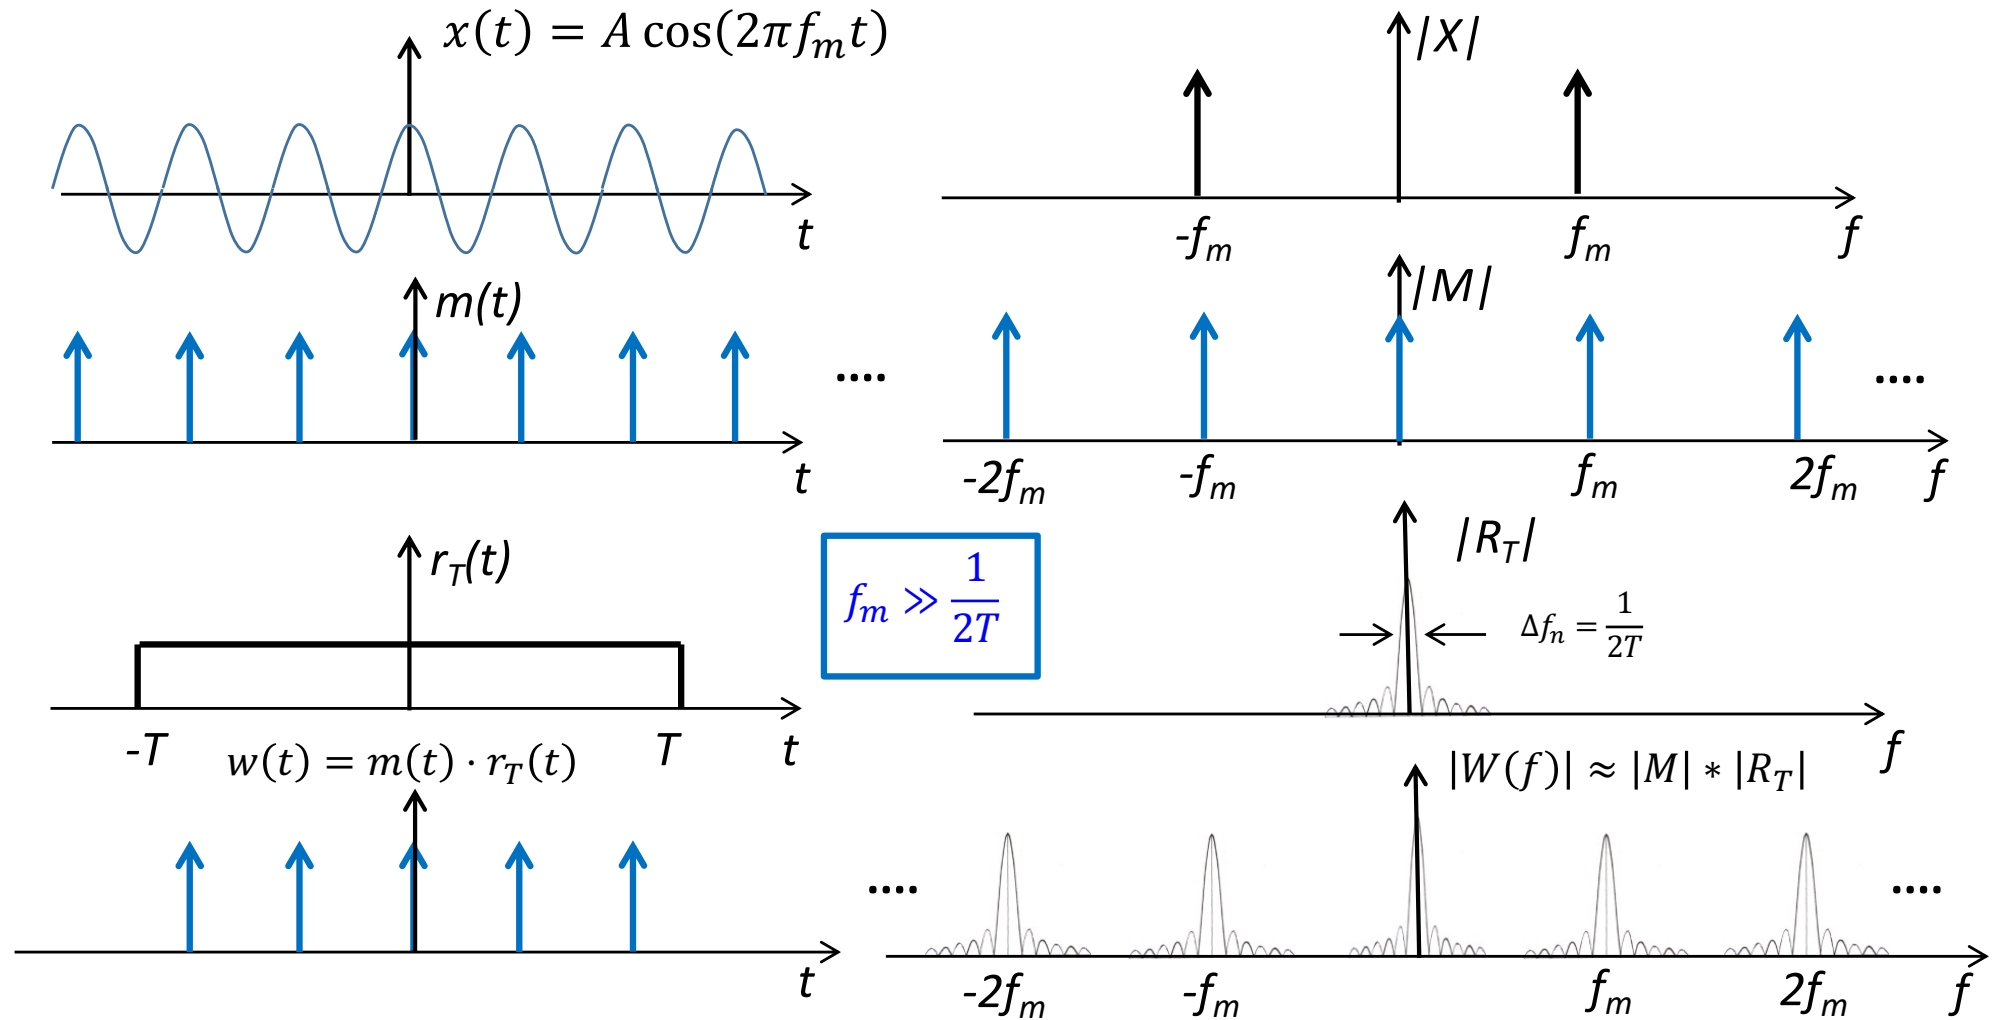 x(t) = A cos(2πf_m t)
|X|
t
-f_m
f_m
f
m(t)
|M|
....
....
t
-2f_m
-f_m
f_m
2f_m
f
r_T(t)
f_m ≫ 1/2T
|R_T|
Δf_n = 1/2T
-T
T
t
f
w(t) = m(t) · r_T(t)
|W(f)| ≈ |M| ∗ |R_T|
....
....
t
-2f_m
-f_m
f_m
2f_m
f